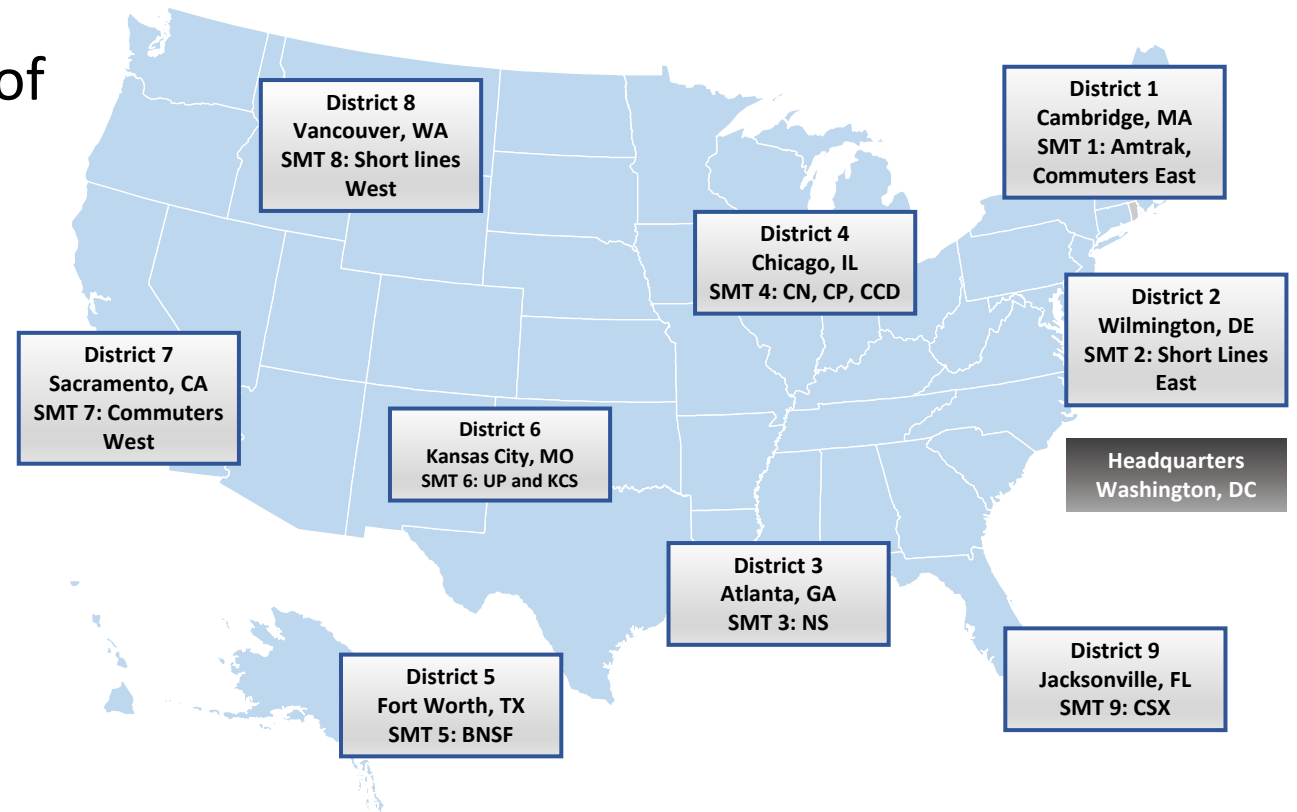 of
District 8
Vancouver, WA
SMT 8: Short lines
West
District 1
Cambridge, MA
SMT 1: Amtrak,
Commuters East
District 4
Chicago, IL
SMT 4: CN, CP, CCD
District 2
Wilmington, DE
SMT 2: Short Lines
East
District 7
Sacramento, CA
SMT 7: Commuters
West
District 6
Kansas City, MO
SMT 6: UP and KCS
Headquarters
Washington, DC
District 3
Atlanta, GA
SMT 3: NS
District 9
Jacksonville, FL
SMT 9: CSX
District 5
Fort Worth, TX
SMT 5: BNSF